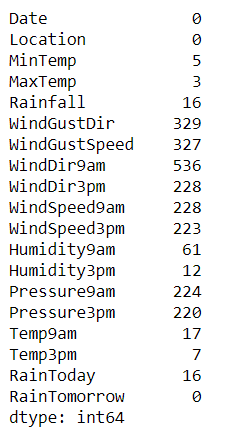 Date 0
Location 0
MinTemp 5
MaxTemp 3
Rainfall 16
WindGustDir 329
WindGustSpeed 327
WindDir9am 536
WindDir3pm 228
WindSpeed9am 228
WindSpeed3pm 223
Humidity9am 61
Humidity3pm 12
Pressure9am 224
Pressure3pm 220
Temp9am 17
Temp3pm 7
RainToday 16
RainTomorrow 0
dtype: int64